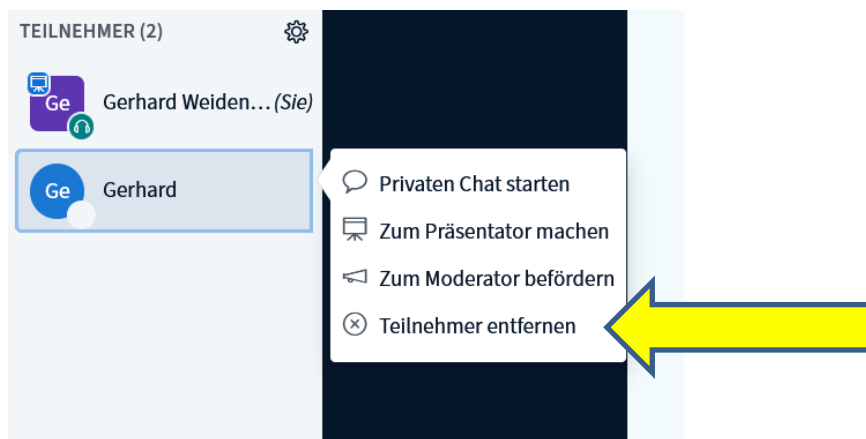 TEILNEHMER (2)
Ge Gerhard Weiden... (Sie)
Ge Gerhard
Privaten Chat starten
Zum Präsentator machen
Zum Moderator befördern
Teilnehmer entfernen